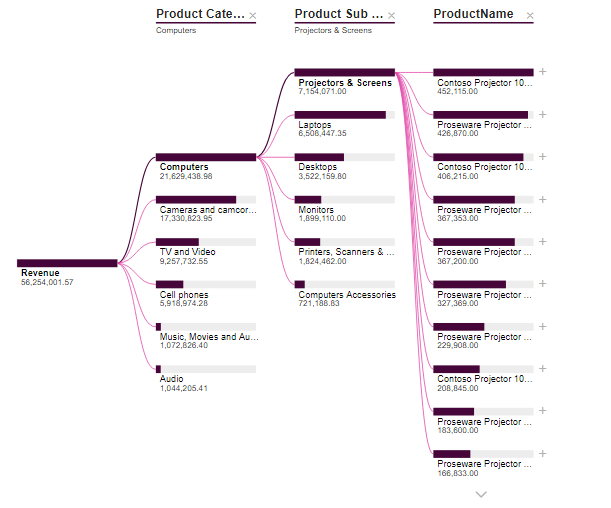 Product Cate... ×
Computers
Product Sub ... ×
Projectors & Screens
ProductName ×
Revenue
56,254,001.57
Computers
21,629,438.98
Cameras and camcor...
17,330,823.95
TV and Video
9,257,732.55
Cell phones
5,918,974.28
Music, Movies and Au...
1,072,826.40
Audio
1,044,205.41
Projectors & Screens
7,154,071.00
Laptops
6,508,447.35
Desktops
3,522,159.80
Monitors
1,899,110.00
Printers, Scanners & ...
1,824,462.00
Computers Accessories
721,188.83
Contoso Projector 10... +
452,115.00
Proseware Projector ... +
426,870.00
Contoso Projector 10... +
406,215.00
Proseware Projector ... +
367,353.00
Proseware Projector ... +
367,200.00
Proseware Projector ... +
327,369.00
Proseware Projector ... +
229,908.00
Contoso Projector 10... +
208,845.00
Proseware Projector ... +
183,600.00
Proseware Projector ... +
166,833.00